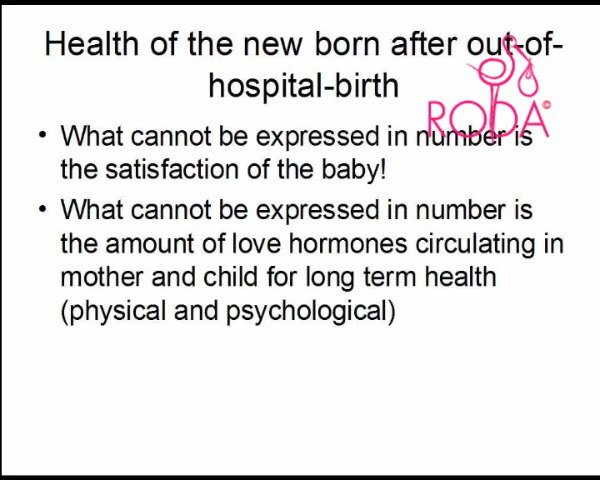 Health of the new born after out-of-
hospital-birth
RODA©
• What cannot be expressed in number is
the satisfaction of the baby!
• What cannot be expressed in number is
the amount of love hormones circulating in
mother and child for long term health
(physical and psychological)